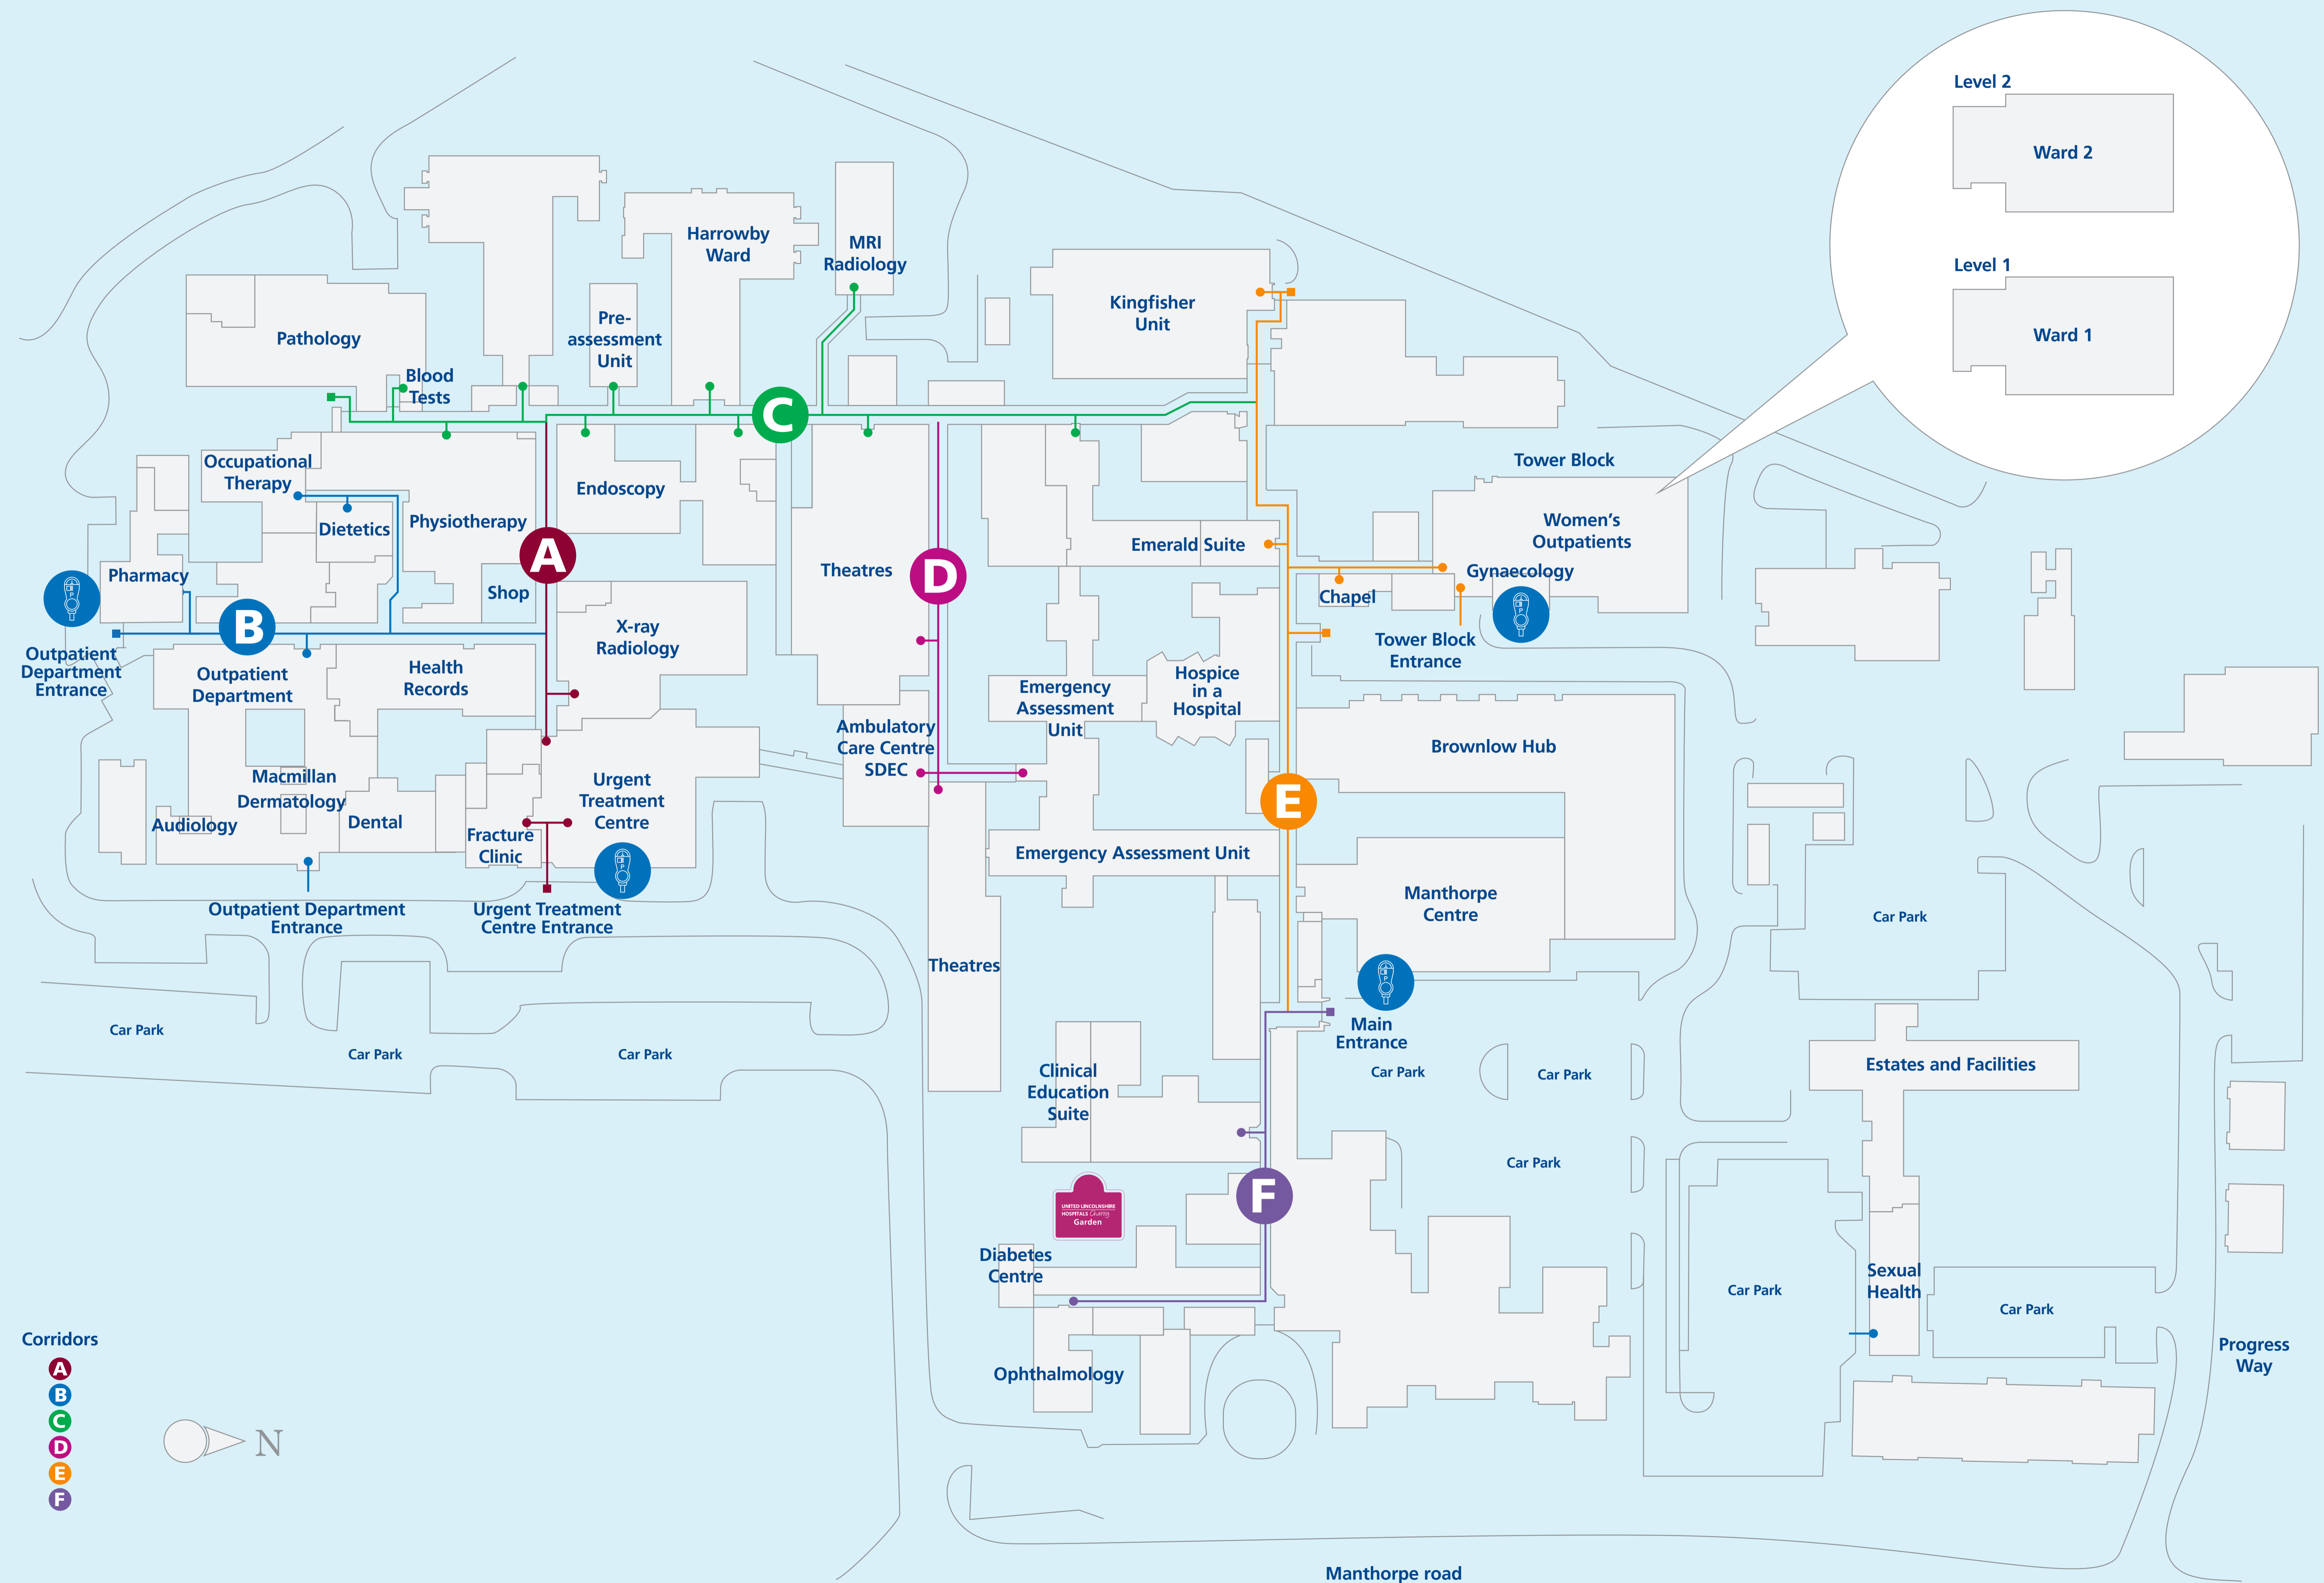 Level 2
Ward 2
Level 1
Ward 1
Harrowby
Ward
MRI
Radiology
Kingfisher
Unit
Pathology
Pre-
assessment
Unit
Blood
Tests
C
Occupational
Therapy
Dietetics
Physiotherapy
Endoscopy
Tower Block
Women's
Outpatients
Emerald Suite
Gynaecology
A
Theatres
D
Pharmacy
Shop
Chapel
B
P
P
X-ray
Radiology
Tower Block
Entrance
Outpatient
Department
Entrance
Outpatient
Department
Health
Records
Emergency
Assessment
Unit
Hospice
in a
Hospital
Ambulatory
Care Centre
SDEC
Brownlow Hub
E
Macmillan
Dermatology
Urgent
Treatment
Centre
Audiology
Dental
Fracture
Clinic
P
Emergency Assessment Unit
Manthorpe
Centre
Car Park
Outpatient Department
Entrance
Urgent Treatment
Centre Entrance
Theatres
P
Main
Entrance
Car Park
Car Park
Car Park
Car Park
Car Park
Estates and Facilities
Clinical
Education
Suite
Car Park
F
UNITED LINCOLNSHIRE
HOSPITALS Charity
Garden
Diabetes
Centre
Sexual
Health
Car Park
Car Park
Ophthalmology
Progress
Way
Corridors
A
B
C
D
E
F
N
Manthorpe road